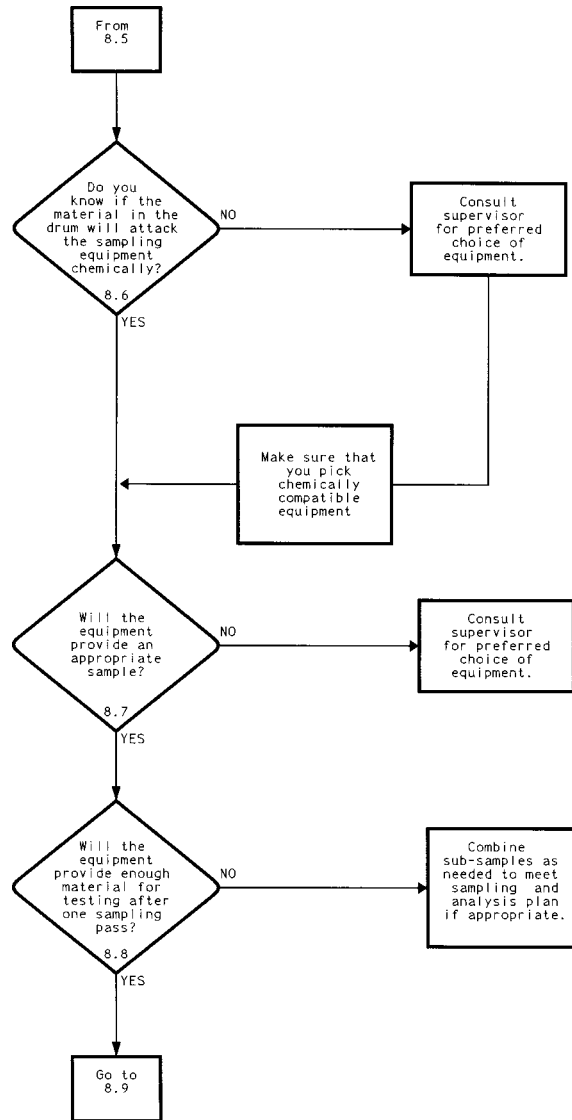 From
8.5
Do you
know if the
material in the
drum will attack
the sampling
equipment
chemically?
8.6
NO
YES
Consult
supervisor
for preferred
choice of
equipment.
Make sure that
you pick
chemically
compatible
equipment
Will the
equipment
provide an
appropriate
sample?
8.7
NO
YES
Consult
supervisor
for preferred
choice of
equipment.
Will the
equipment
provide enough
material for
testing after
one sampling
pass?
8.8
NO
YES
Combine
sub-samples as
needed to meet
sampling and
analysis plan
if appropriate.
Go to
8.9